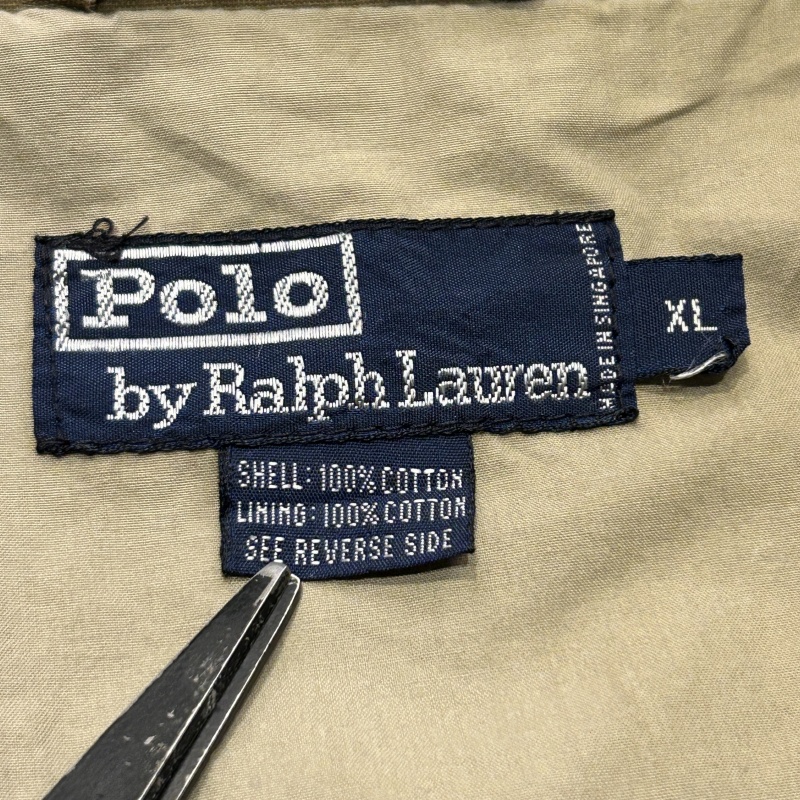 Polo
by Ralph Lauren
MADE IN SINGAPORE
XL
SHELL: 100% COTTON
LINING: 100% COTTON
SEE REVERSE SIDE